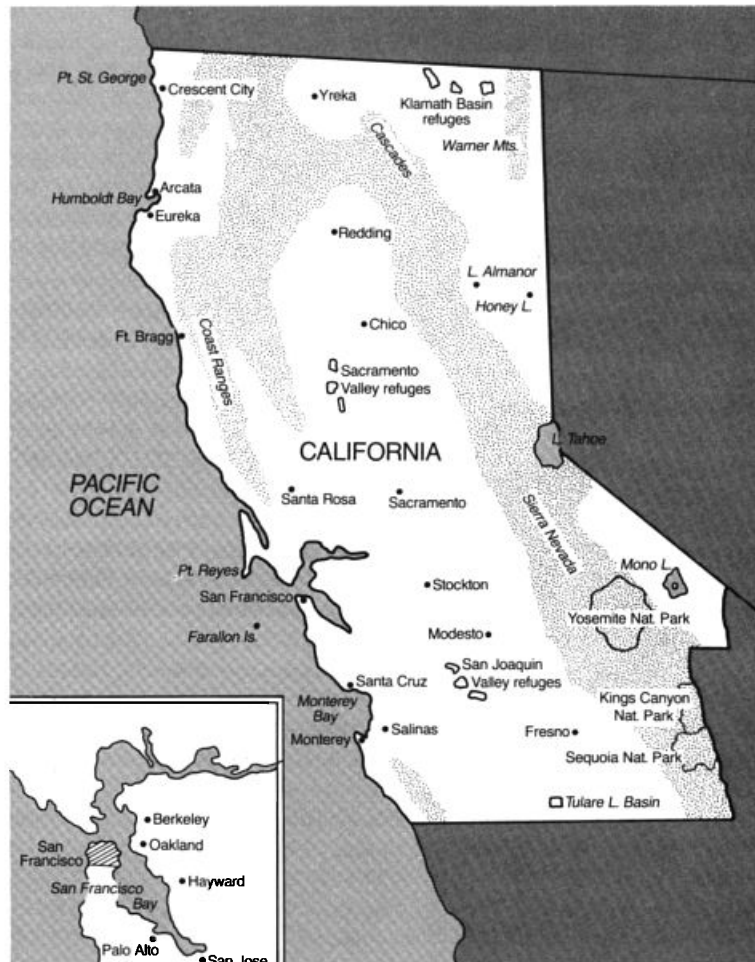 Pt. St. George
Crescent City
Yreka
Klamath Basin
refuges
Cascades
Warner Mts.
Humboldt Bay
Arcata
Eureka
Redding
L. Almanor
Honey L.
Ft. Bragg
Coast Ranges
Chico
Sacramento
Valley refuges
CALIFORNIA
L. Tahoe
PACIFIC
OCEAN
Santa Rosa
Sacramento
Sierra Nevada
Pt. Reyes
San Francisco
Stockton
Mono L.
Farallon Is.
Modesto
Yosemite Nat. Park
San Joaquin
Valley refuges
Santa Cruz
Monterey
Bay
Monterey
Salinas
Fresno
Kings Canyon
Nat. Park
Sequoia Nat. Park
Tulare L. Basin
Berkeley
Oakland
San
Francisco
Hayward
San Francisco
Bay
Palo Alto
San Jose